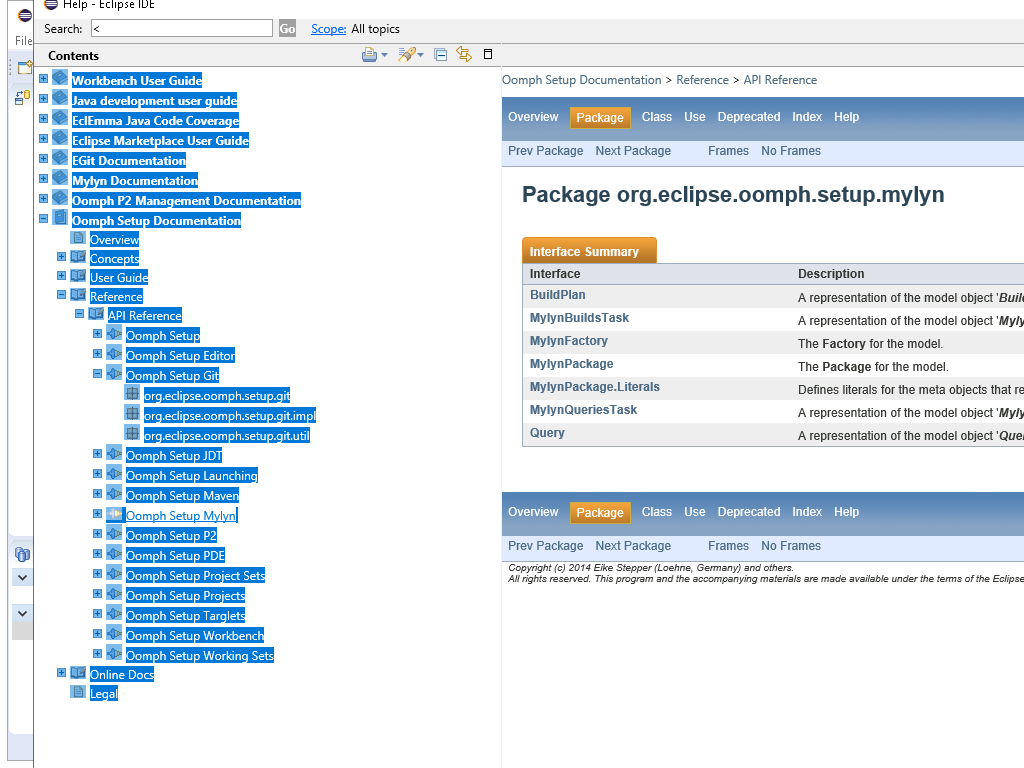 Help - Eclipse IDE
File
Search: < Go Scope: All topics
Contents
Workbench User Guide
Java development user guide
EclEmma Java Code Coverage
Eclipse Marketplace User Guide
EGit Documentation
Mylyn Documentation
Oomph P2 Management Documentation
Oomph Setup Documentation
Overview
Concepts
User Guide
Reference
API Reference
Oomph Setup
Oomph Setup Editor
Oomph Setup Git
org.eclipse.oomph.setup.git
org.eclipse.oomph.setup.git.impl
org.eclipse.oomph.setup.git.util
Oomph Setup JDT
Oomph Setup Launching
Oomph Setup Maven
Oomph Setup Mylyn
Oomph Setup P2
Oomph Setup PDE
Oomph Setup Project Sets
Oomph Setup Projects
Oomph Setup Targlets
Oomph Setup Workbench
Oomph Setup Working Sets
Online Docs
Legal
Oomph Setup Documentation > Reference > API Reference
Overview Package Class Use Deprecated Index Help
Prev Package Next Package Frames No Frames
Package org.eclipse.oomph.setup.mylyn
Interface Summary
Interface Description
BuildPlan A representation of the model object 'Buil
MylynBuildsTask A representation of the model object 'Myly
MylynFactory The Factory for the model.
MylynPackage The Package for the model.
MylynPackage.Literals Defines literals for the meta objects that re
MylynQueriesTask A representation of the model object 'Myly
Query A representation of the model object 'Quer
Overview Package Class Use Deprecated Index Help
Prev Package Next Package Frames No Frames
Copyright (c) 2014 Eike Stepper (Loehne, Germany) and others.
All rights reserved. This program and the accompanying materials are made available under the terms of the Eclipse